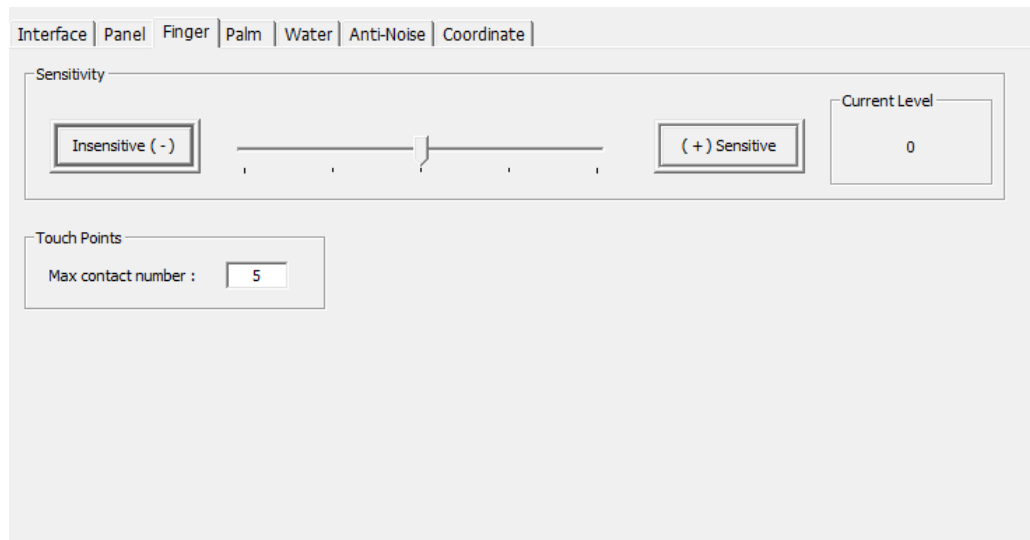 Interface Panel Finger Palm Water Anti-Noise Coordinate
Sensitivity
Current Level
Insensitive ( - )
( + ) Sensitive
0
Touch Points
Max contact number :
5